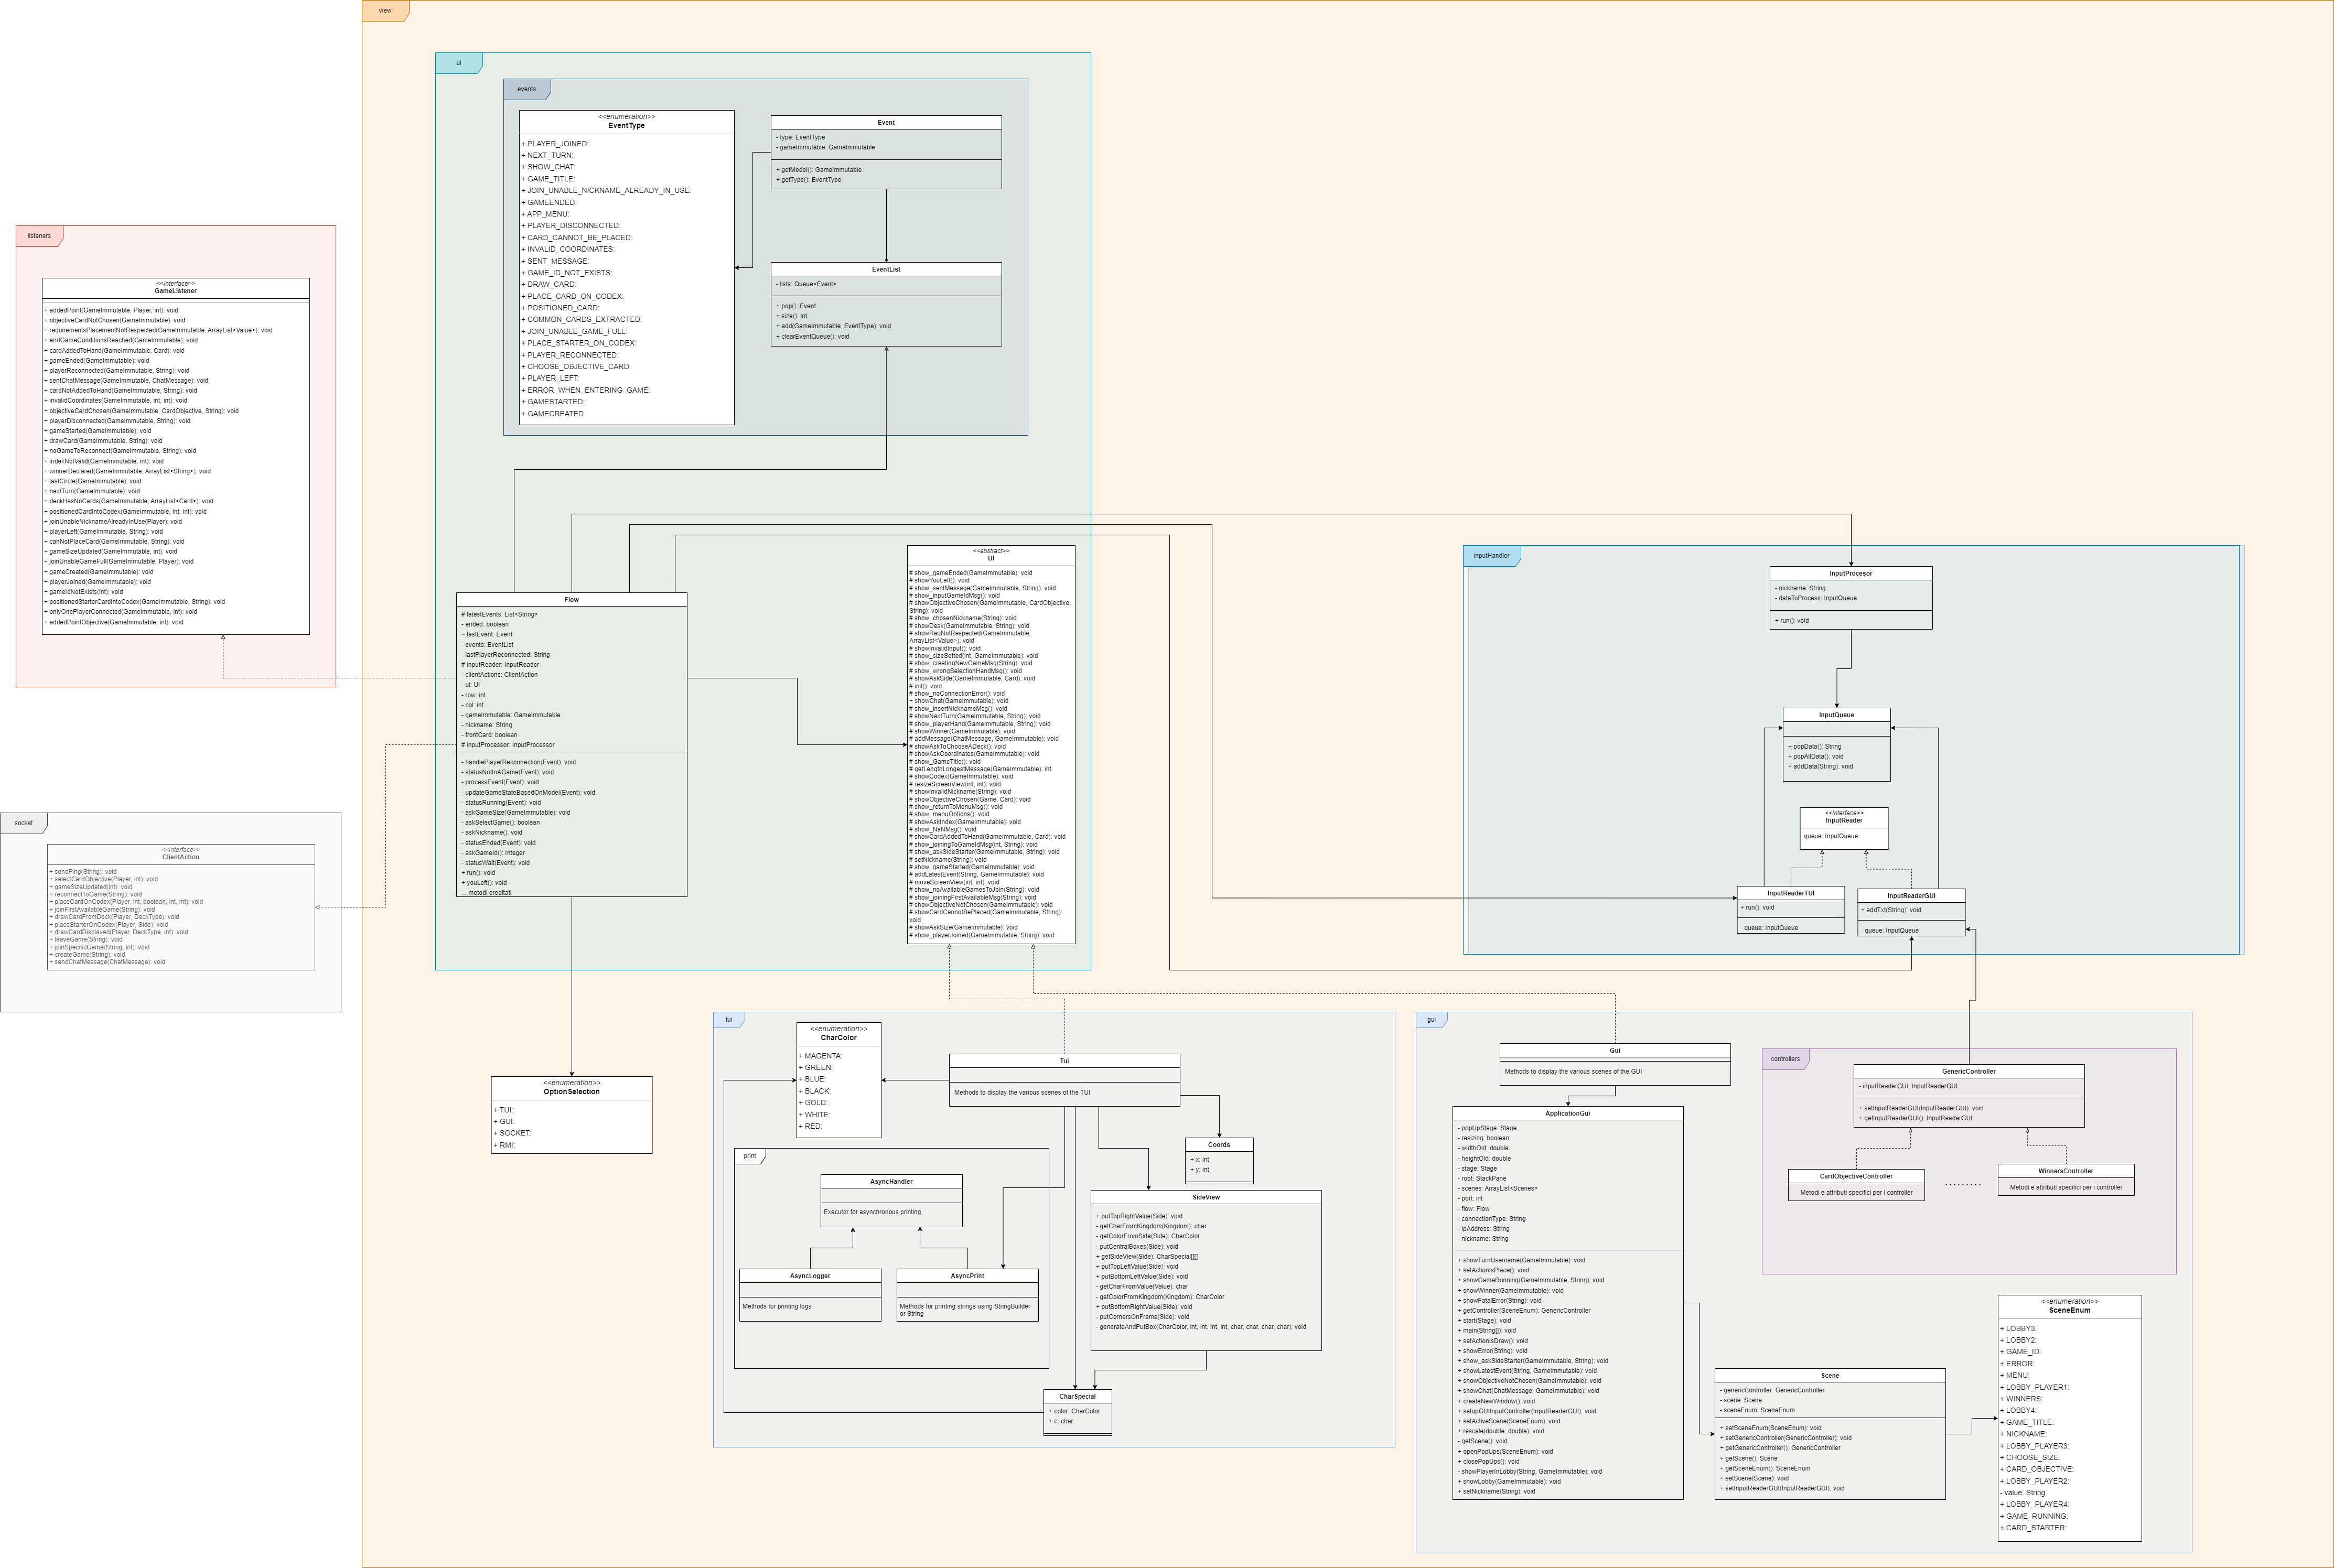 view
ui
events
<<enumeration>>
EventType
+ PLAYER_JOINED:
+ NEXT_TURN:
+ SHOW_CHAT:
+ GAME_TITLE:
+ JOIN_UNABLE_NICKNAME_ALREADY_IN_USE:
+ GAMEENDED:
+ APP_MENU:
+ PLAYER_DISCONNECTED:
+ CARD_CANNOT_BE_PLACED:
+ INVALID_COORDINATES:
+ SENT_MESSAGE:
+ GAME_ID_NOT_EXISTS:
+ DRAW_CARD:
+ PLACE_CARD_ON_CODEX:
+ POSITIONED_CARD:
+ COMMON_CARDS_EXTRACTED:
+ JOIN_UNABLE_GAME_FULL:
+ PLACE_STARTER_ON_CODEX:
+ PLAYER_RECONNECTED:
+ CHOOSE_OBJECTIVE_CARD:
+ PLAYER_LEFT:
+ ERROR_WHEN_ENTERING_GAME:
+ GAMESTARTED:
+ GAMECREATED
Event
- type: EventType
- gameImmutable: GameImmutable
+ getModel(): GameImmutable
+ getType(): EventType
EventList
- lists: Queue<Event>
+ pop(): Event
+ size(): int
+ add(GameImmutable, EventType): void
+ clearEventQueue(): void
listeners
<<interface>>
GameListener
+ addedPoint(GameImmutable, Player, int): void
+ objectiveCardNotChosen(GameImmutable): void
+ requirementsPlacementNotRespected(GameImmutable, ArrayList<Value>): void
+ endGameConditionsReached(GameImmutable): void
+ cardAddedToHand(GameImmutable, Card): void
+ gameEnded(GameImmutable): void
+ playerReconnected(GameImmutable, String): void
+ sentChatMessage(GameImmutable, ChatMessage): void
+ cardNotAddedToHand(GameImmutable, String): void
+ invalidCoordinates(GameImmutable, int, int): void
+ objectiveCardChosen(GameImmutable, CardObjective, String): void
+ playerDisconnected(GameImmutable, String): void
+ gameStarted(GameImmutable): void
+ drawCard(GameImmutable, String): void
+ noGameToReconnect(GameImmutable, String): void
+ indexNotValid(GameImmutable, int): void
+ winnerDeclared(GameImmutable, ArrayList<String>): void
+ lastCircle(GameImmutable): void
+ nextTurn(GameImmutable): void
+ deckHasNoCards(GameImmutable, ArrayList<Card>): void
+ positionedCardIntoCodex(GameImmutable, int, int): void
+ joinUnableNicknameAlreadyInUse(Player): void
+ playerLeft(GameImmutable, String): void
+ canNotPlaceCard(GameImmutable, String): void
+ gameSizeUpdated(GameImmutable, int): void
+ joinUnableGameFull(GameImmutable, Player): void
+ gameCreated(GameImmutable): void
+ playerJoined(GameImmutable): void
+ gameIdNotExists(int): void
+ positionedStarterCardIntoCodex(GameImmutable, String): void
+ onlyOnePlayerConnected(GameImmutable, int): void
+ addedPointObjective(GameImmutable, int): void
socket
<<interface>>
ClientAction
+ sendPing(String): void
+ selectCardObjective(Player, int): void
+ gameSizeUpdated(int): void
+ reconnectToGame(String): void
+ placeCardOnCodex(Player, int, boolean, int, int): void
+ joinFirstAvailableGame(String): void
+ drawCardFromDeck(Player, DeckType): void
+ placeStarterOnCodex(Player, Side): void
+ drawCardDisplayed(Player, DeckType, int): void
+ leaveGame(String): void
+ joinSpecificGame(String, int): void
+ createGame(String): void
+ sendChatMessage(ChatMessage): void
Flow
# latestEvents: List<String>
- ended: boolean
+ lastEvent: Event
- events: EventList
- lastPlayerReconnected: String
# inputReader: InputReader
- clientActions: ClientAction
- ui: UI
- row: int
- col: int
- gameImmutable: GameImmutable
- nickname: String
- frontCard: boolean
# inputProcessor: InputProcessor
- handlePlayerReconnection(Event): void
- statusNotInAGame(Event): void
- processEvent(Event): void
- updateGameStateBasedOnModel(Event): void
- statusRunning(Event): void
- askGameSize(GameImmutable): void
- askSelectGame(): boolean
- askNickname(): void
- statusEnded(Event): void
- askGameId(): Integer
- statusWait(Event): void
+ run(): void
+ youLeft(): void
... metodi ereditati
<<abstract>>
UI
# show_gameEnded(GameImmutable): void
# showYouLeft(): void
# show_sentMessage(GameImmutable, String): void
# show_inputGameIdMsg(): void
# showObjectiveChosen(GameImmutable, CardObjective,
String): void
# show_chosenNickname(String): void
# showDesk(GameImmutable, String): void
# showReqNotRespected(GameImmutable,
ArrayList<Value>): void
# showInvalidInput(): void
# show_sizeSetted(int, GameImmutable): void
# show_creatingNewGameMsg(String): void
# show_wrongSelectionHandMsg(): void
# showAskSide(GameImmutable, Card): void
# init(): void
# show_noConnectionError(): void
+ showChat(GameImmutable): void
# show_insertNicknameMsg(): void
# showNextTurn(GameImmutable, String): void
# show_playerHand(GameImmutable, String): void
# showWinner(GameImmutable): void
# addMessage(ChatMessage, GameImmutable): void
# showAskToChooseADeck(): void
# showAskCoordinates(GameImmutable): void
# show_GameTitle(): void
# getLengthLongestMessage(GameImmutable): int
# showCodex(GameImmutable): void
# resizeScreenView(int, int): void
# showInvalidNickname(String): void
# showObjectiveChosen(Game, Card): void
# show_returnToMenuMsg(): void
# show_menuOptions(): void
# showAskIndex(GameImmutable): void
# show_NaNMsg(): void
# showCardAddedToHand(GameImmutable, Card): void
# show_joiningToGameIdMsg(int, String): void
# show_askSideStarter(GameImmutable, String): void
# setNickname(String): void
# show_gameStarted(GameImmutable): void
# addLatestEvent(String, GameImmutable): void
# moveScreenView(int, int): void
# show_noAvailableGamesToJoin(String): void
# show_joiningFirstAvailableMsg(String): void
# showObjectiveNotChosen(GameImmutable): void
# showCardCannotBePlaced(GameImmutable, String):
void
# showAskSize(GameImmutable): void
# show_playerJoined(GameImmutable, String): void
inputHandler
InputProcesor
- nickname: String
- dataToProcess: InputQueue
+ run(): void
InputQueue
+ popData(): String
+ popAllData(): void
+ addData(String): void
<<interface>>
InputReader
queue: InputQueue
InputReaderTUI
+ run(): void
queue: InputQueue
InputReaderGUI
+ addTxt(String): void
queue: InputQueue
<<enumeration>>
OptionSelection
+ TUI:
+ GUI:
+ SOCKET:
+ RMI:
tui
<<enumeration>>
CharColor
+ MAGENTA:
+ GREEN:
+ BLUE:
+ BLACK:
+ GOLD:
+ WHITE:
+ RED:
Tui
Methods to display the various scenes of the TUI
Coords
+ x: int
+ y: int
print
AsyncHandler
Executor for asynchronous printing
AsyncLogger
Methods for printing logs
AsyncPrint
Methods for printing strings using StringBuilder
or String
SideView
+ putTopRightValue(Side): void
- getCharFromKingdom(Kingdom): char
- getColorFromSide(Side): CharColor
- putCentralBoxes(Side): void
+ getSideView(Side): CharSpecial[][]
+ putTopLeftValue(Side): void
+ putBottomLeftValue(Side): void
- getCharFromValue(Value): char
- getColorFromKingdom(Kingdom): CharColor
+ putBottomRightValue(Side): void
- putCornersOnFrame(Side): void
- generateAndPutBox(CharColor, int, int, int, int, char, char, char, char): void
CharSpecial
+ color: CharColor
+ c: char
gui
Gui
Methods to display the various scenes of the GUI
ApplicationGui
- popUpStage: Stage
- resizing: boolean
- widthOld: double
- heightOld: double
- stage: Stage
- root: StackPane
- scenes: ArrayList<Scenes>
- port: int
- flow: Flow
- connectionType: String
- ipAddress: String
- nickname: String
+ showTurnUsername(GameImmutable): void
+ setActionIsPlace(): void
+ showGameRunning(GameImmutable, String): void
+ showWinner(GameImmutable): void
+ showFatalError(String): void
+ getController(SceneEnum): GenericController
+ start(Stage): void
+ main(String[]): void
+ setActionIsDraw(): void
+ showError(String): void
+ show_askSideStarter(GameImmutable, String): void
+ showLatestEvent(String, GameImmutable): void
+ showObjectiveNotChosen(GameImmutable): void
+ showChat(ChatMessage, GameImmutable): void
+ createNewWindow(): void
+ setupGUIInputController(InputReaderGUI): void
+ setActiveScene(SceneEnum): void
+ rescale(double, double): void
- getScene(): void
+ openPopUps(SceneEnum): void
+ closePopUps(): void
- showPlayerInLobby(String, GameImmutable): void
+ showLobby(GameImmutable): void
+ setNickname(String): void
controllers
GenericController
- inputReaderGUI: InputReaderGUI
+ setInputReaderGUI(InputReaderGUI): void
+ getInputReaderGUI(): InputReaderGUI
CardObjectiveController
Metodi e attributi specifici per i controller
.........
WinnersController
Metodi e attributi specifici per i controller
Scene
- genericController: GenericController
- scene: Scene
- sceneEnum: SceneEnum
+ setSceneEnum(SceneEnum): void
+ setGenericController(GenericController): void
+ getGenericController(): GenericController
+ getScene(): Scene
+ getSceneEnum(): SceneEnum
+ setScene(Scene): void
+ setInputReaderGUI(InputReaderGUI): void
<<enumeration>>
SceneEnum
+ LOBBY3:
+ LOBBY2:
+ GAME_ID:
+ ERROR:
+ MENU:
+ LOBBY_PLAYER1:
+ WINNERS:
+ LOBBY4:
+ GAME_TITLE:
+ NICKNAME:
+ LOBBY_PLAYER3:
+ CHOOSE_SIZE:
+ CARD_OBJECTIVE:
+ LOBBY_PLAYER2:
- value: String
+ LOBBY_PLAYER4:
+ GAME_RUNNING:
+ CARD_STARTER: